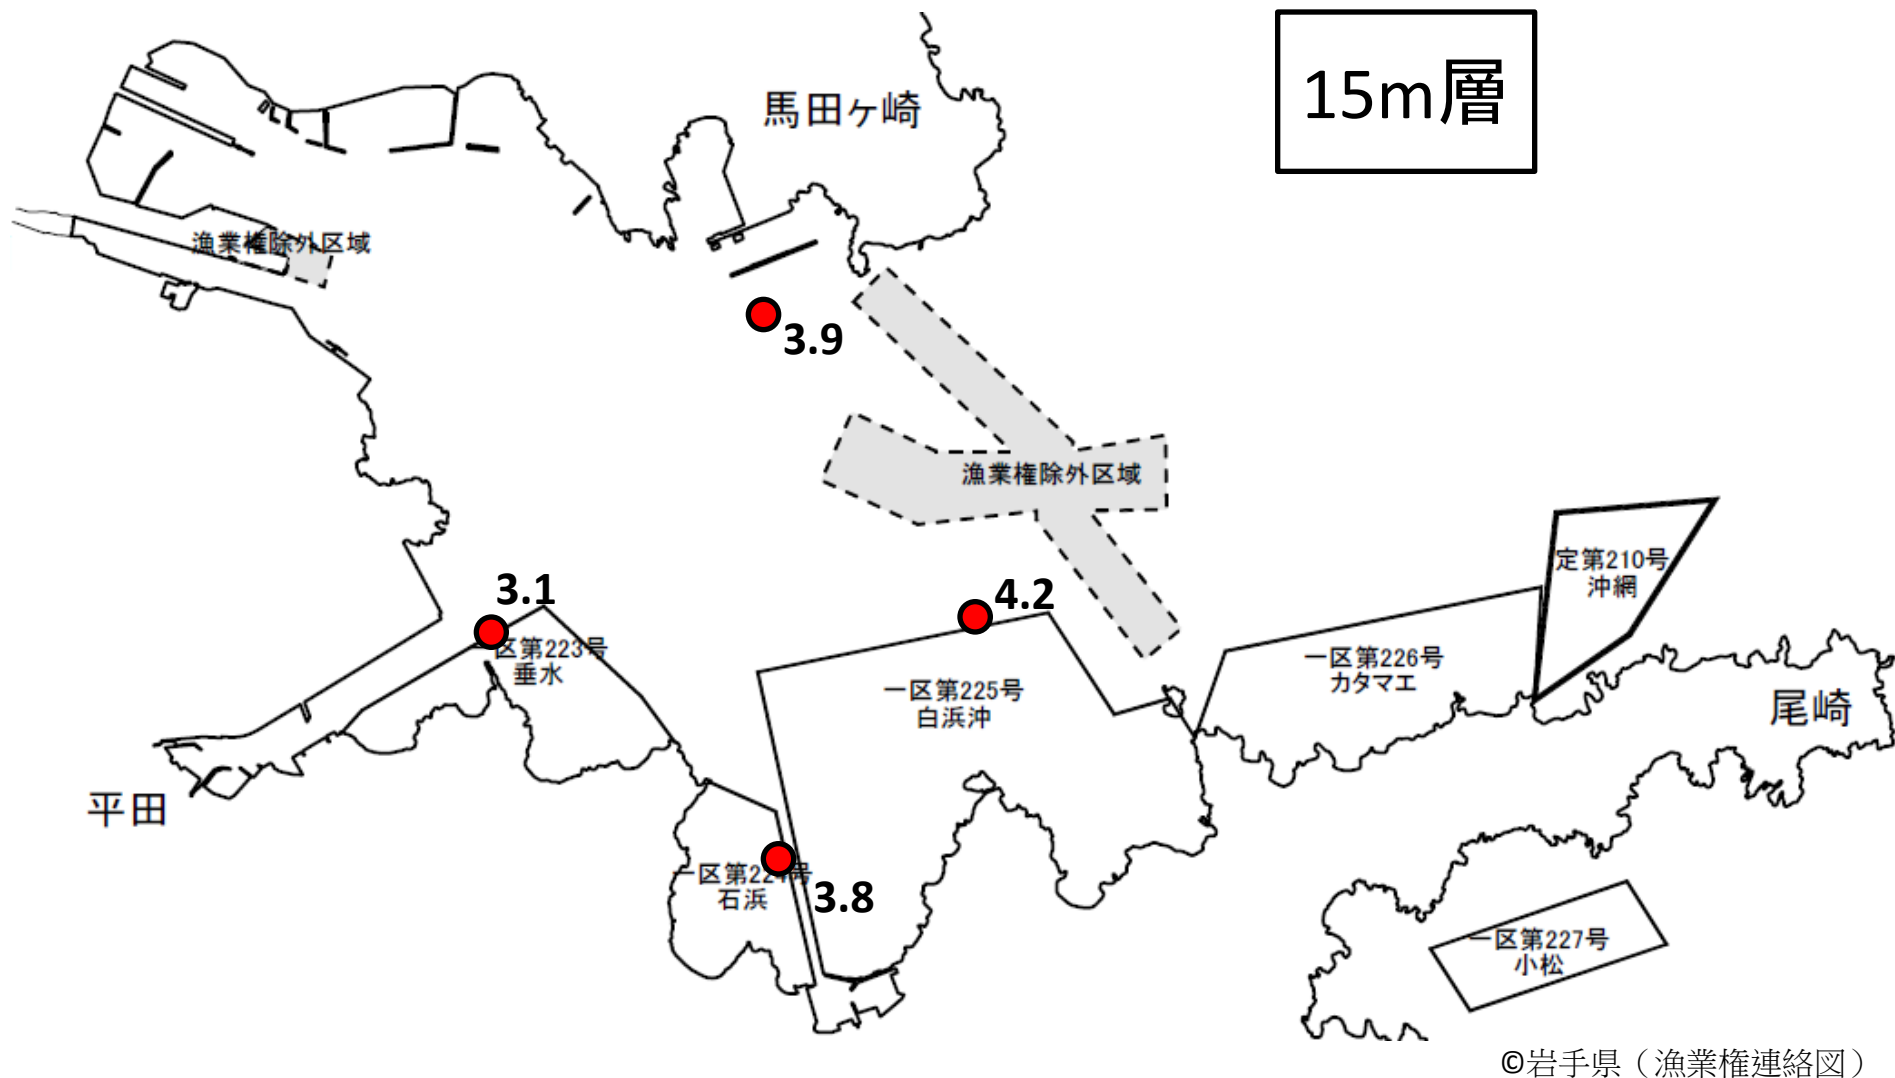 15m層
馬田ヶ崎
漁業権除外区域
3.9
漁業権除外区域
定第210号
沖網
3.1
4.2
一区第223号
垂水
一区第225号
白浜沖
一区第226号
カタマエ
尾崎
平田
一区第224号
石浜
3.8
一区第227号
小松
©岩手県（漁業権連絡図）